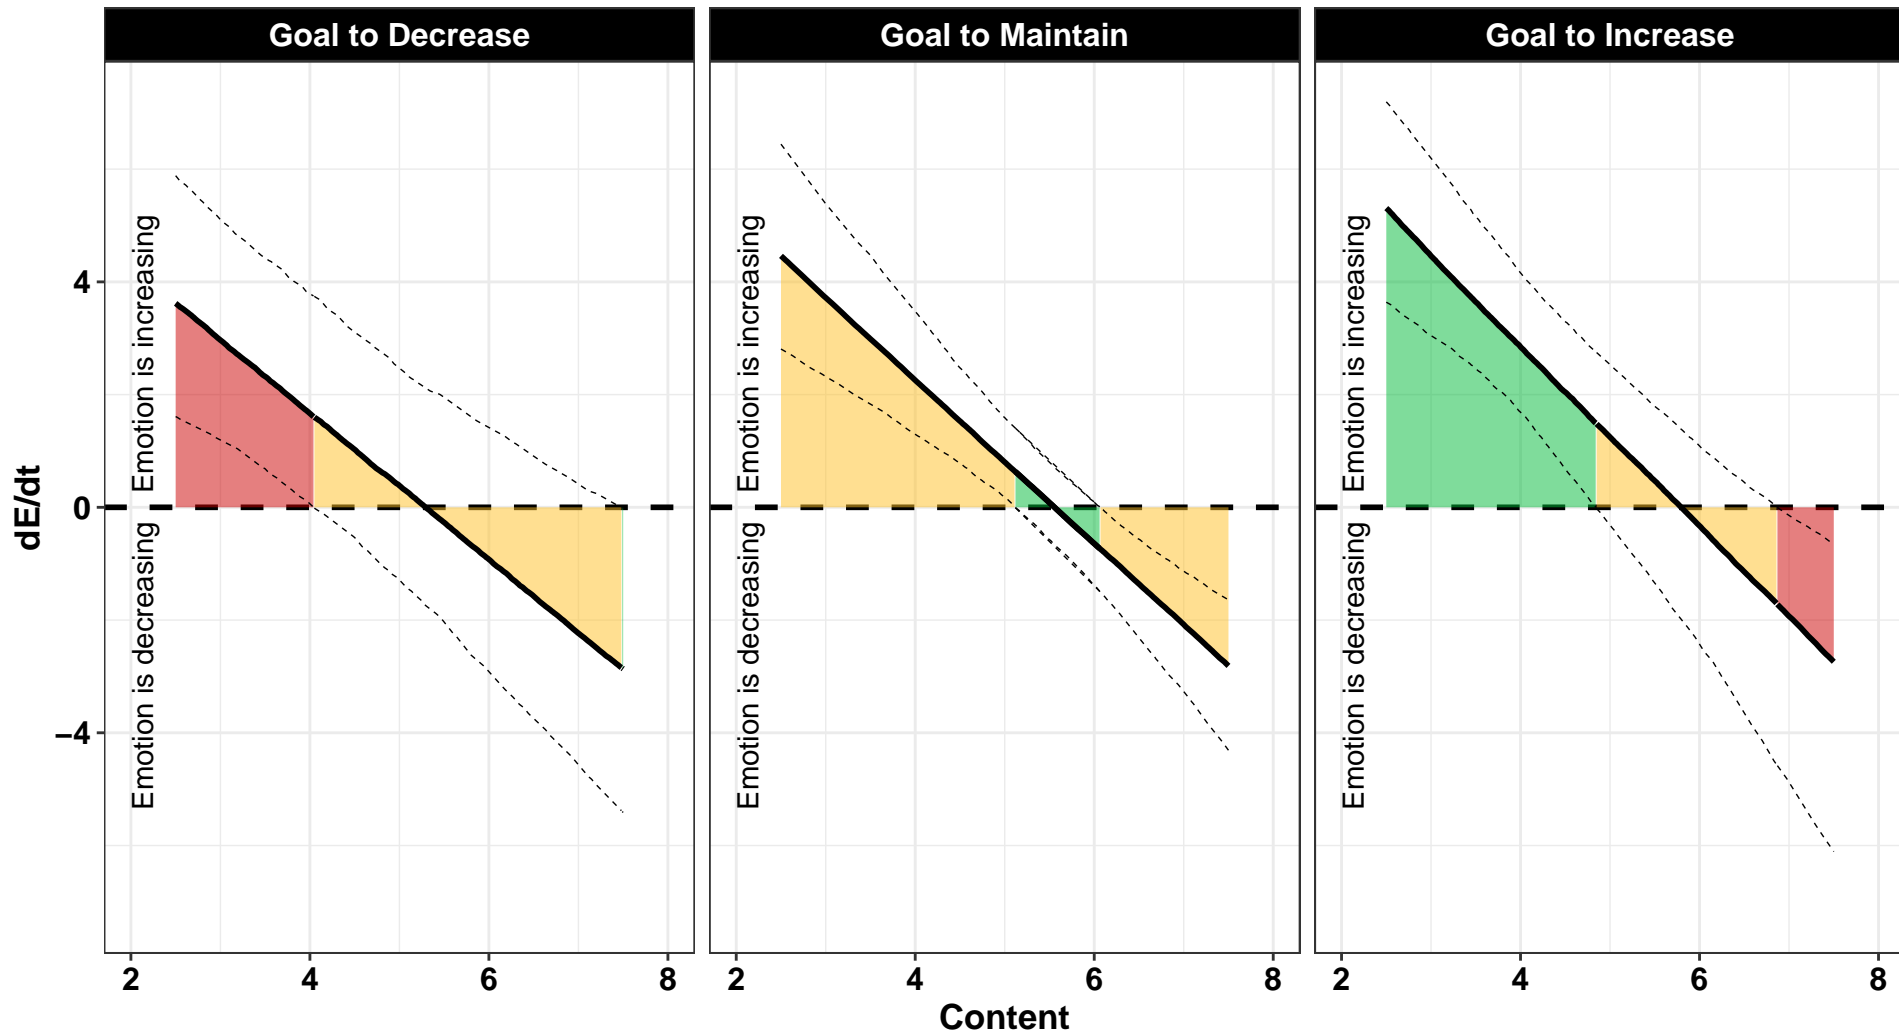 Goal to Decrease
Goal to Maintain
Goal to Increase
dE/dt
4
0
−4
Emotion is increasing
Emotion is decreasing
Emotion is increasing
Emotion is decreasing
Emotion is increasing
Emotion is decreasing
2 4 6 8
2 4 6 8
2 4 6 8
Content